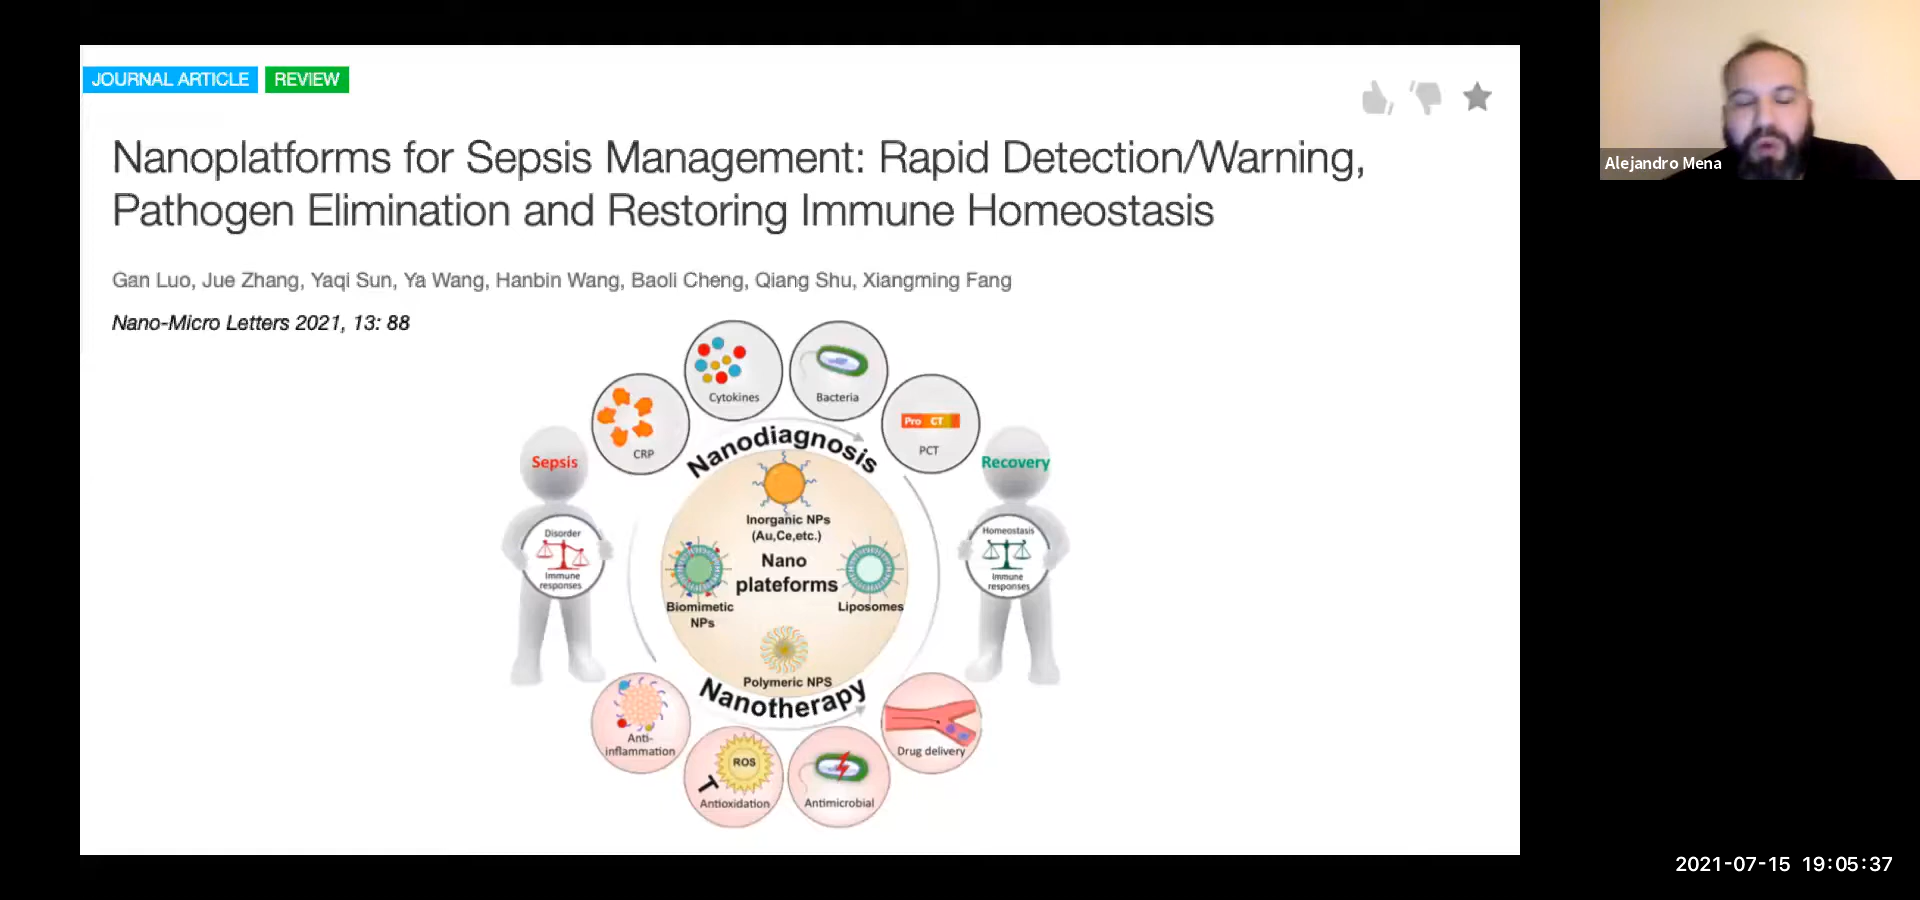 JOURNAL ARTICLE REVIEW
Nanoplatforms for Sepsis Management: Rapid Detection/Warning,
Pathogen Elimination and Restoring Immune Homeostasis
Gan Luo, Jue Zhang, Yaqi Sun, Ya Wang, Hanbin Wang, Baoli Cheng, Qiang Shu, Xiangming Fang
Nano-Micro Letters 2021, 13: 88
Cytokines
Bacteria
CRP
Pro CT
PCT
Nanodiagnosis
Sepsis
Recovery
Disorder
Immune
responses
Homeostasis
Immune
responses
Inorganic NPs
(Au,Ce,etc.)
Nano
plateforms
Biomimetic
NPs
Liposomes
Polymeric NPS
Nanotherapy
Anti-
inflammation
ROS
Antioxidation
Antimicrobial
Drug delivery
Alejandro Mena
2021-07-15 19:05:37